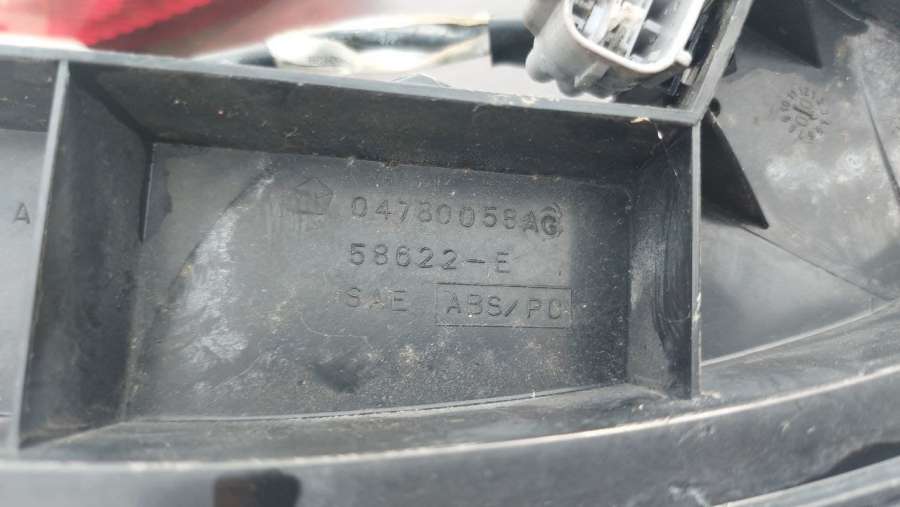 A
04780058AG
58622-E
SAE ABS/PC